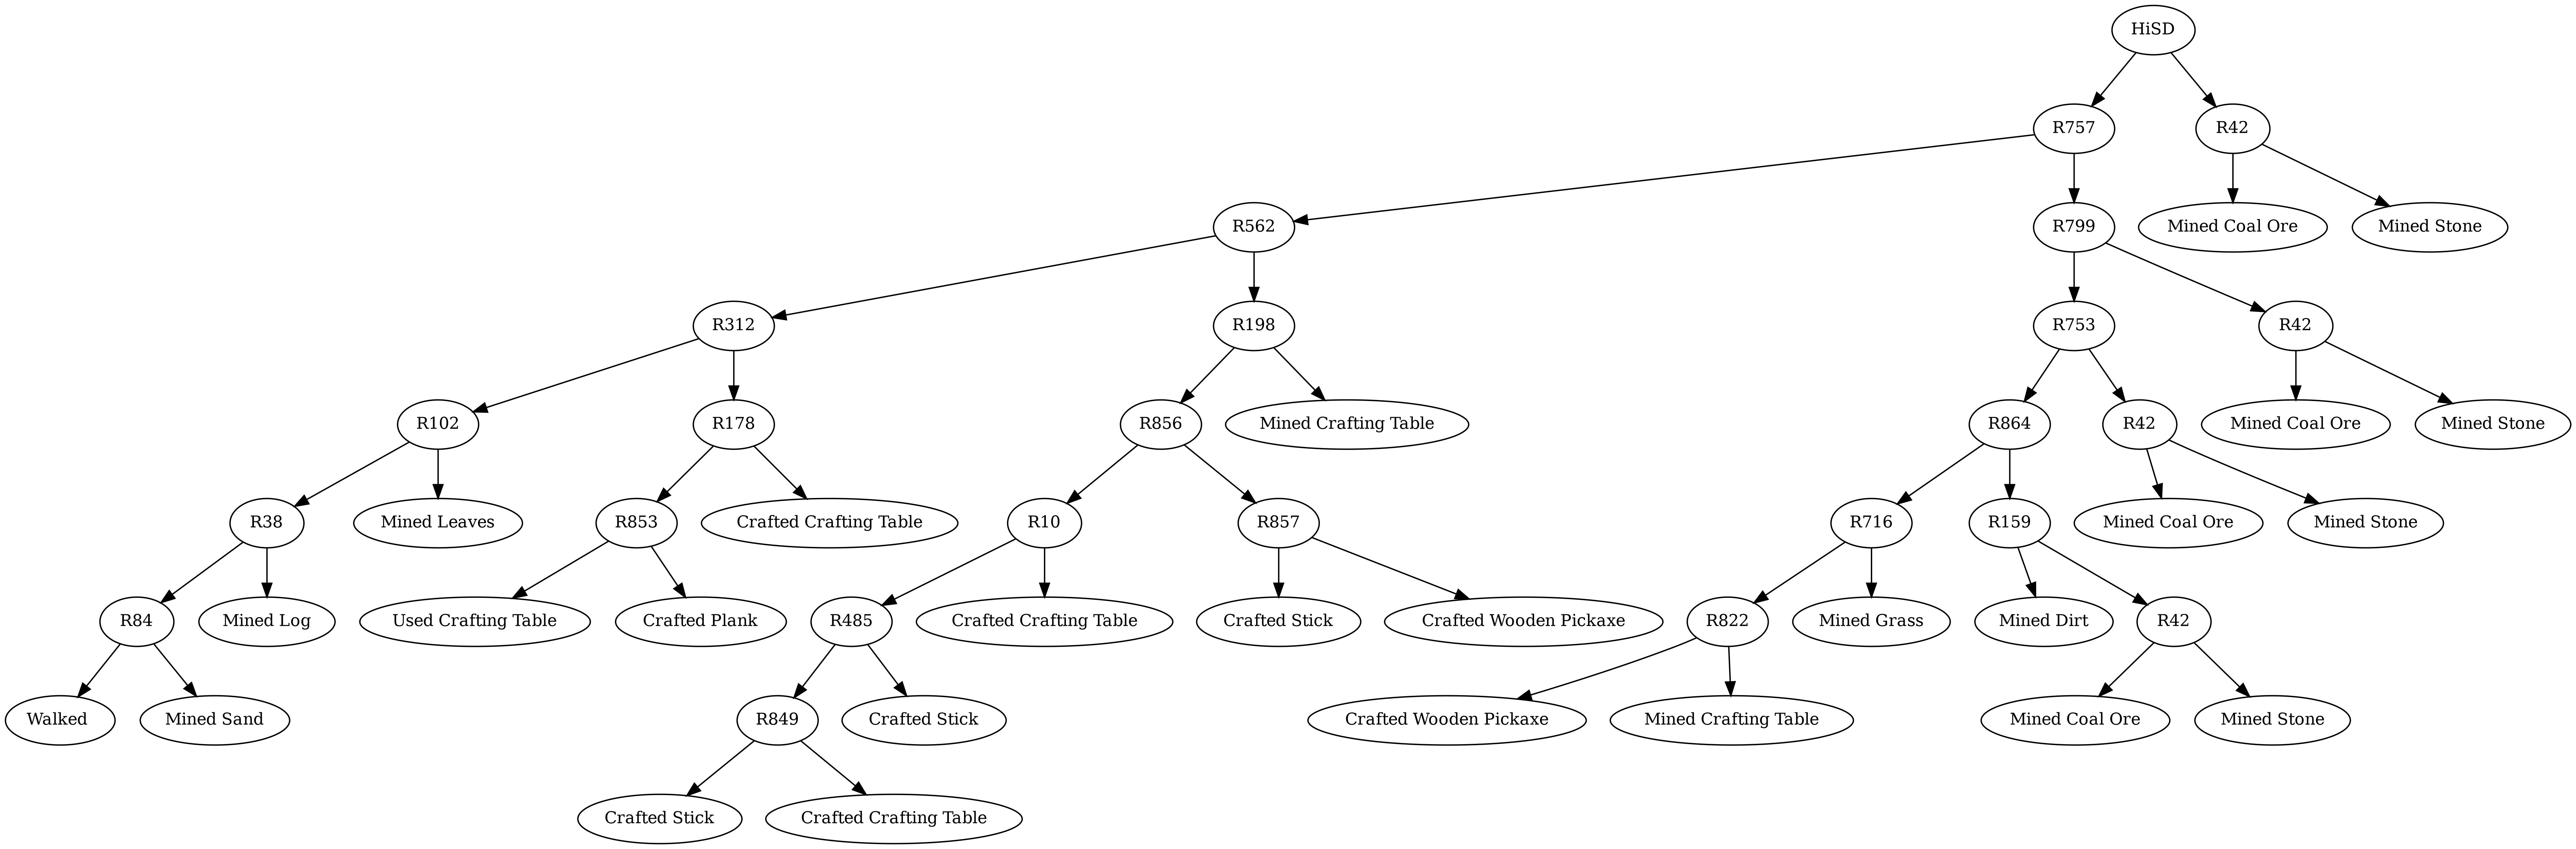 HiSD
R757
R42
R562
R799
Mined Coal Ore
Mined Stone
R312
R198
R753
R42
R102
R178
R856
Mined Crafting Table
R864
R42
Mined Coal Ore
Mined Stone
R38
Mined Leaves
R853
Crafted Crafting Table
R10
R857
R716
R159
Mined Coal Ore
Mined Stone
R84
Mined Log
Used Crafting Table
Crafted Plank
R485
Crafted Crafting Table
Crafted Stick
Crafted Wooden Pickaxe
R822
Mined Grass
Mined Dirt
R42
Walked
Mined Sand
R849
Crafted Stick
Crafted Wooden Pickaxe
Mined Crafting Table
Mined Coal Ore
Mined Stone
Crafted Stick
Crafted Crafting Table